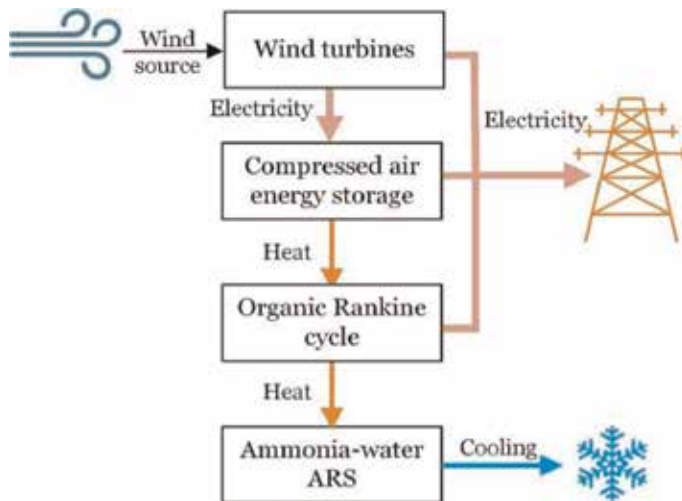 Wind
source
Wind turbines
Electricity
Electricity
Compressed air
energy storage
Heat
Organic Rankine
cycle
Heat
Ammonia-water
ARS
Cooling